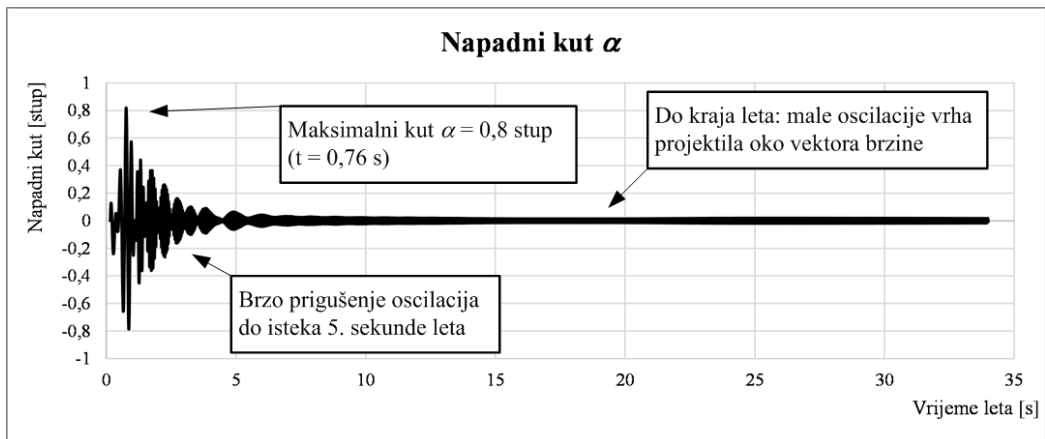 Napadni kut α
Napadni kut [stup]
1
0,8
0,6
0,4
0,2
0
-0,2
-0,4
-0,6
-0,8
-1
Maksimalni kut α = 0,8 stup
(t = 0,76 s)
Do kraja leta: male oscilacije vrha
projektila oko vektora brzine
Brzo prigušenje oscilacija
do isteka 5. sekunde leta
0
5
10
15
20
25
30
35
Vrijeme leta [s]